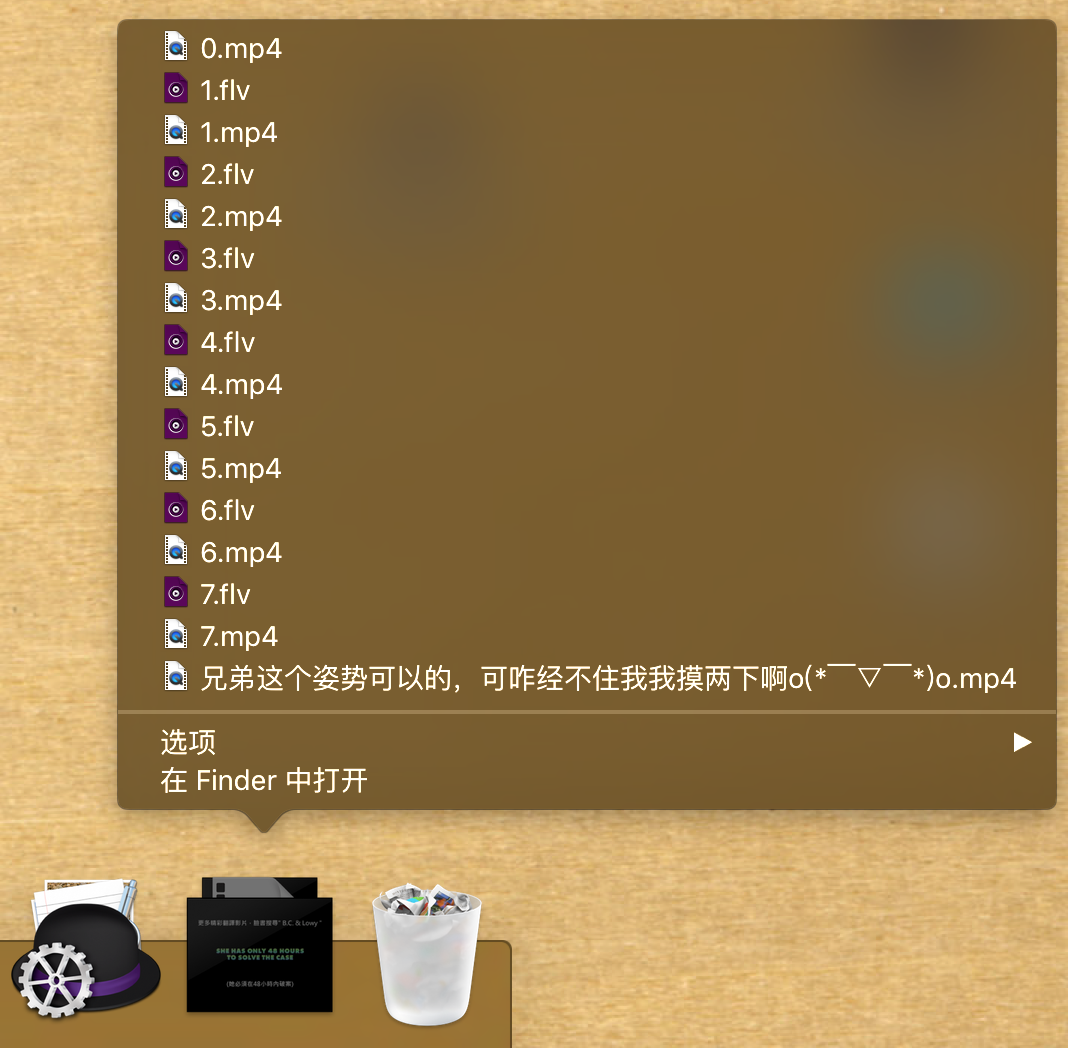 0.mp4
1.flv
1.mp4
2.flv
2.mp4
3.flv
3.mp4
4.flv
4.mp4
5.flv
5.mp4
6.flv
6.mp4
7.flv
7.mp4
兄弟这个姿势可以的，可咋经不住我我摸两下啊o(*￣▽￣*)o.mp4
选项
在 Finder 中打开
更多精彩翻譯影片，臉書搜尋" B.C. & Lowy "
SHE HAS ONLY 48 HOURS
TO SOLVE THE CASE
(她必須在48小時內破案)